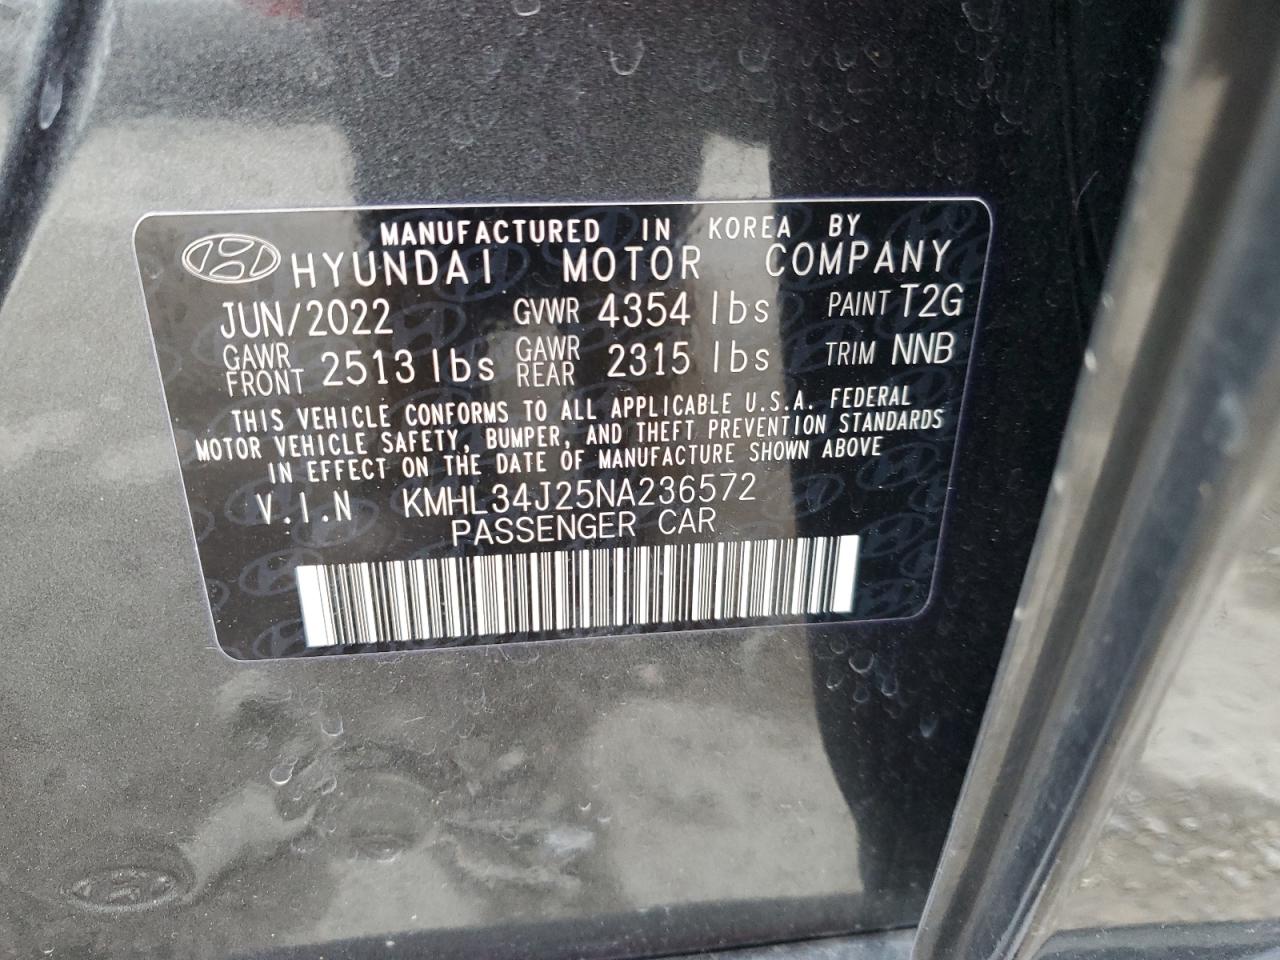 MANUFACTURED IN KOREA BY
HYUNDAI MOTOR COMPANY
JUN/2022 GVWR 4354 lbs PAINT T2G
GAWR FRONT 2513 lbs GAWR REAR 2315 lbs TRIM NNB
THIS VEHICLE CONFORMS TO ALL APPLICABLE U.S.A. FEDERAL
MOTOR VEHICLE SAFETY, BUMPER, AND THEFT PREVENTION STANDARDS
IN EFFECT ON THE DATE OF MANUFACTURE SHOWN ABOVE
V.I.N KMHL34J25NA236572
PASSENGER CAR